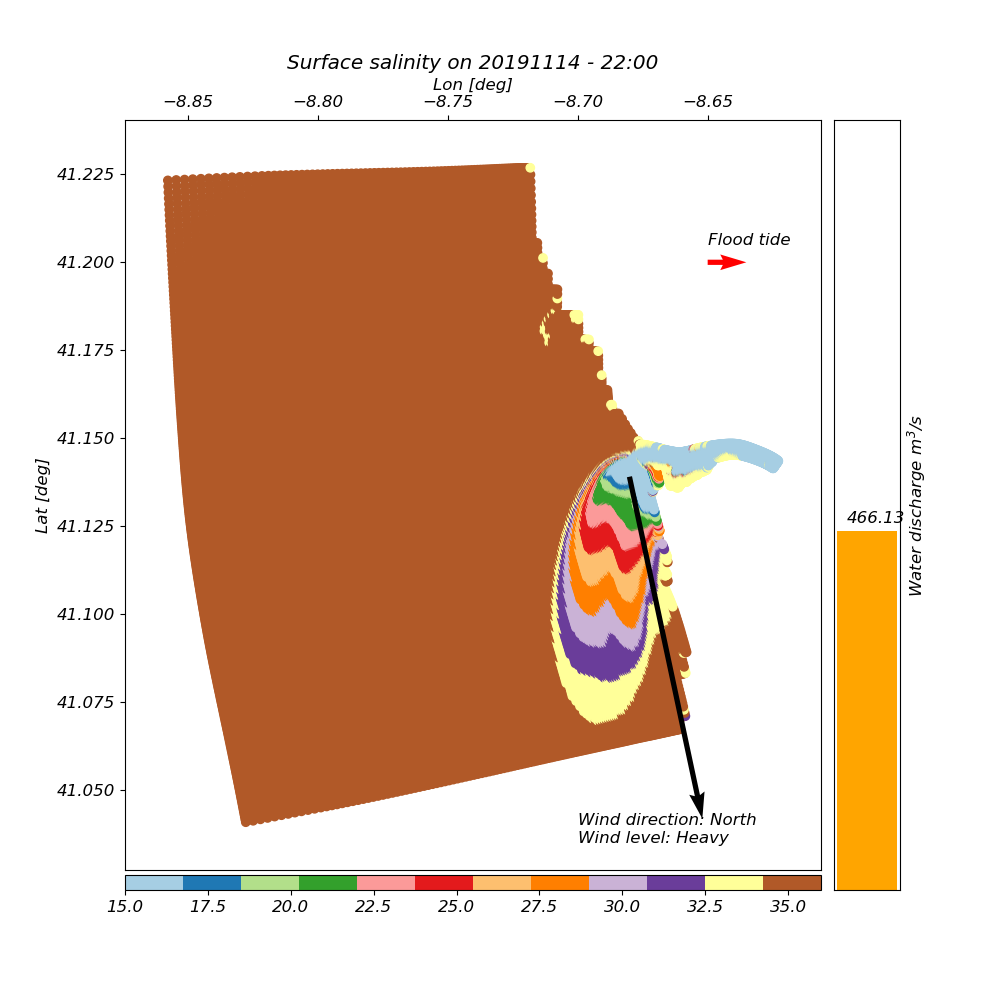 Surface salinity on 20191114 - 22:00
Lon [deg]
−8.85 −8.80 −8.75 −8.70 −8.65
41.225
41.200
41.175
41.150
41.125
41.100
41.075
41.050
Lat [deg]
Flood tide
Wind direction: North
Wind level: Heavy
15.0 17.5 20.0 22.5 25.0 27.5 30.0 32.5 35.0
466.13
Water discharge m³/s